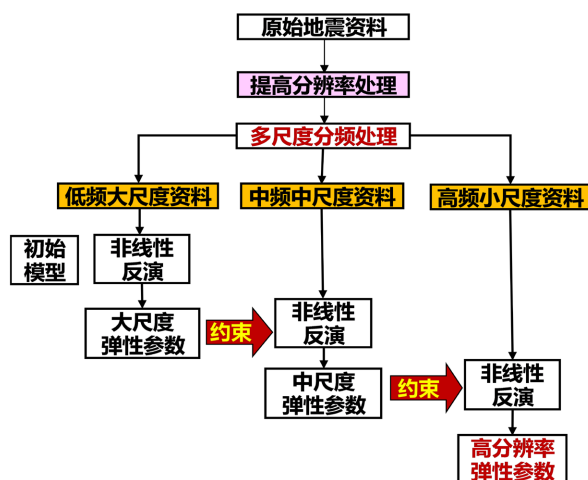 原始地震资料
提高分辨率处理
多尺度分频处理
低频大尺度资料
中频中尺度资料
高频小尺度资料
初始
模型
非线性
反演
大尺度
弹性参数
约束
非线性
反演
中尺度
弹性参数
约束
非线性
反演
高分辨率
弹性参数